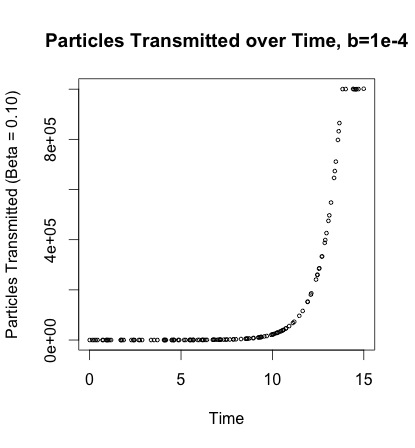 Particles Transmitted over Time, b=1e-4
Particles Transmitted (Beta = 0.10)
8e+05
4e+05
0e+00
0 5 10 15
Time